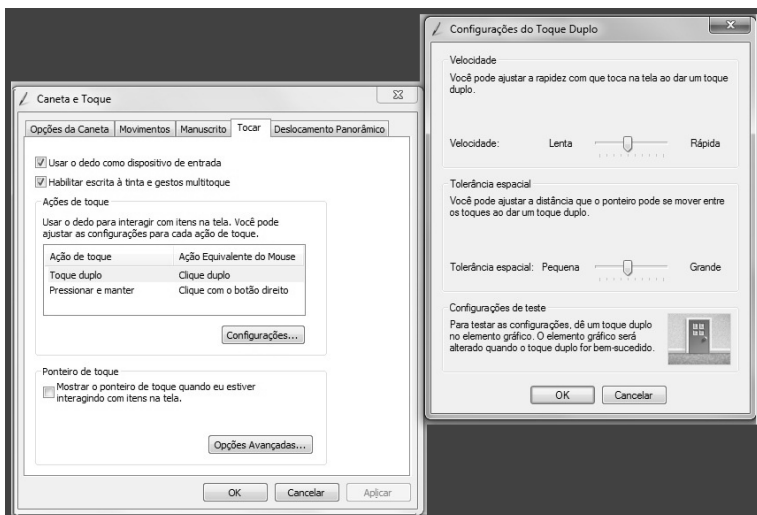 Caneta e Toque
Opções da Caneta Movimentos Manuscrito Tocar Deslocamento Panorâmico
Usar o dedo como dispositivo de entrada
Habilitar escrita à tinta e gestos multitoque
Ações de toque
Usar o dedo para interagir com itens na tela. Você pode
ajustar as configurações para cada ação de toque.
Ação de toque Ação Equivalente do Mouse
Toque duplo Clique duplo
Pressionar e manter Clique com o botão direito
Configurações...
Ponteiro de toque
Mostrar o ponteiro de toque quando eu estiver
interagindo com itens na tela.
Opções Avançadas...
OK Cancelar Aplicar
Configurações do Toque Duplo
Velocidade
Você pode ajustar a rapidez com que toca na tela ao dar um toque
duplo.
Velocidade: Lenta Rápida
Tolerância espacial
Você pode ajustar a distância que o ponteiro pode se mover entre
os toques ao dar um toque duplo.
Tolerância espacial: Pequena Grande
Configurações de teste
Para testar as configurações, dê um toque duplo
no elemento gráfico. O elemento gráfico será
alterado quando o toque duplo for bem-sucedido.
OK Cancelar